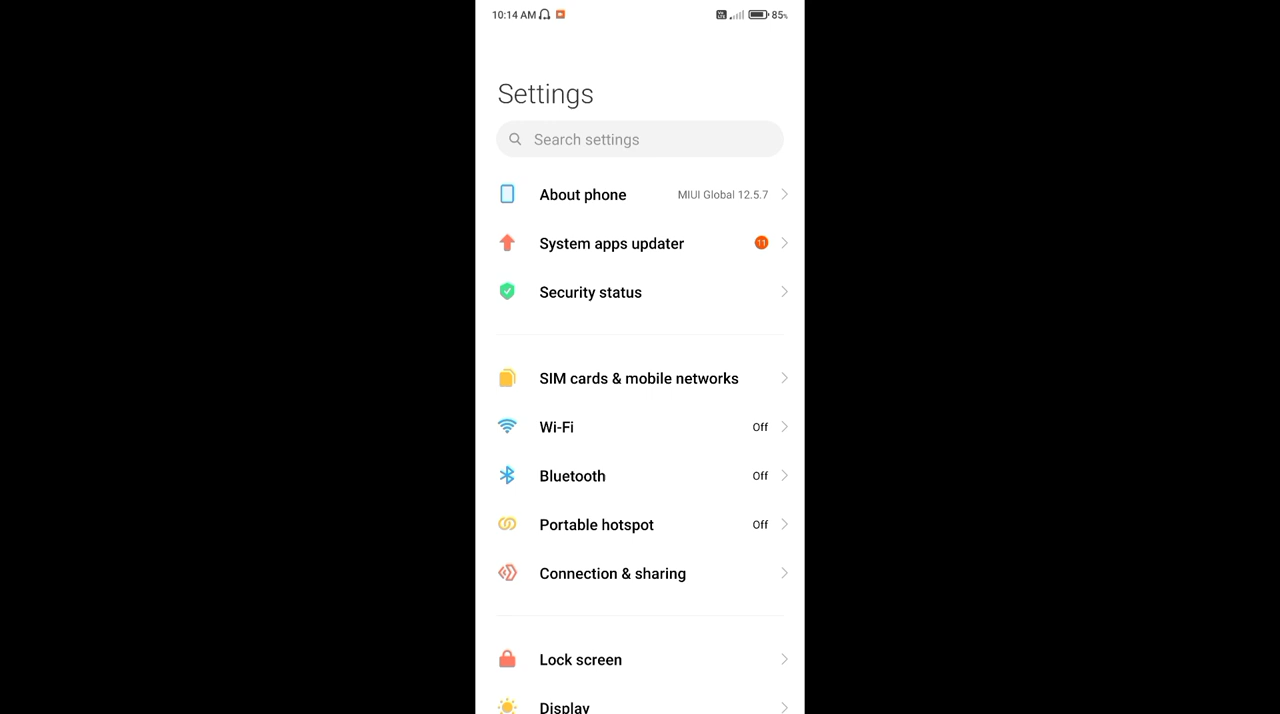 10:14 AM 85%
Settings
Search settings
About phone MIUI Global 12.5.7
System apps updater 11
Security status
SIM cards & mobile networks
Wi-Fi Off
Bluetooth Off
Portable hotspot Off
Connection & sharing
Lock screen
Display